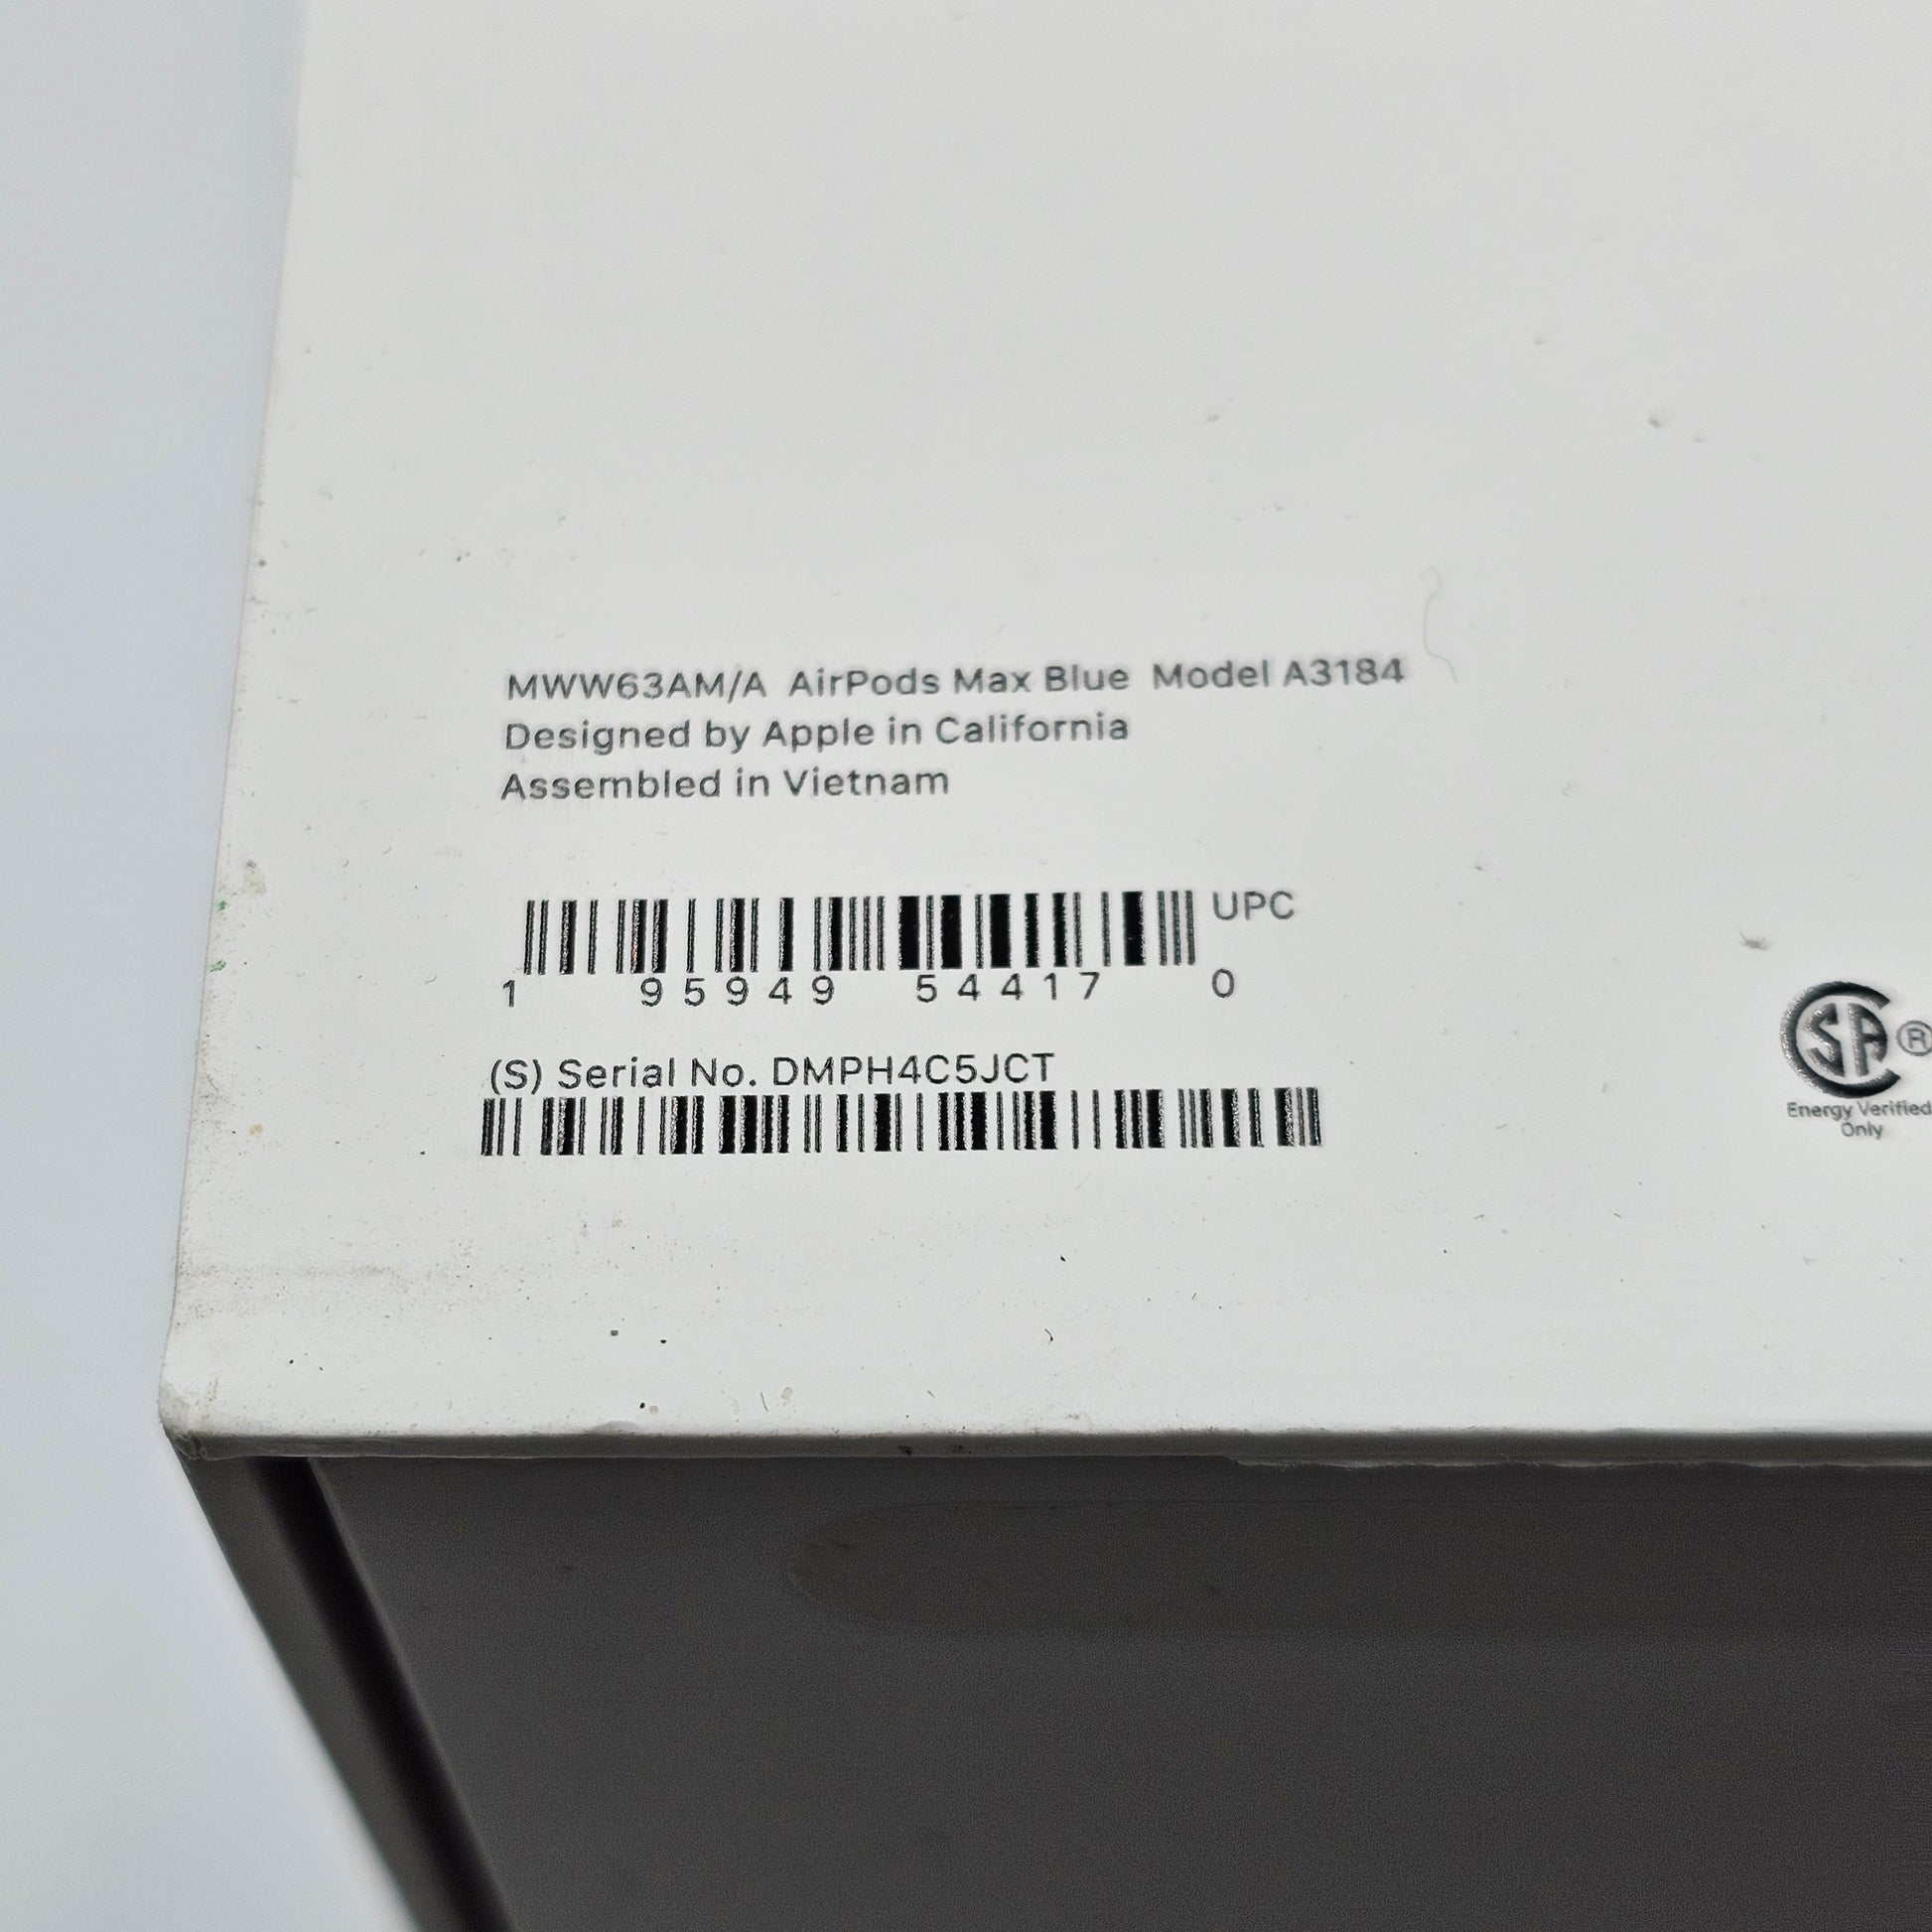 MWW63AM/A AirPods Max Blue Model A3184
Designed by Apple in California
Assembled in Vietnam
UPC
1 95949 54417 0
(S) Serial No. DMPH4C5JCT
SA ®
Energy Verified
Only